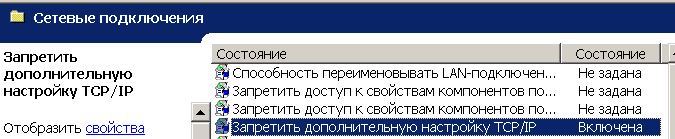 Сетевые подключения
Запретить
дополнительную
настройку TCP/IP
Отобразить свойства
Состояние Состояние
Способность переименовывать LAN-подключен... Не задана
Запретить доступ к свойствам компонентов по... Не задана
Запретить доступ к свойствам компонентов по... Не задана
Запретить дополнительную настройку TCP/IP Включена